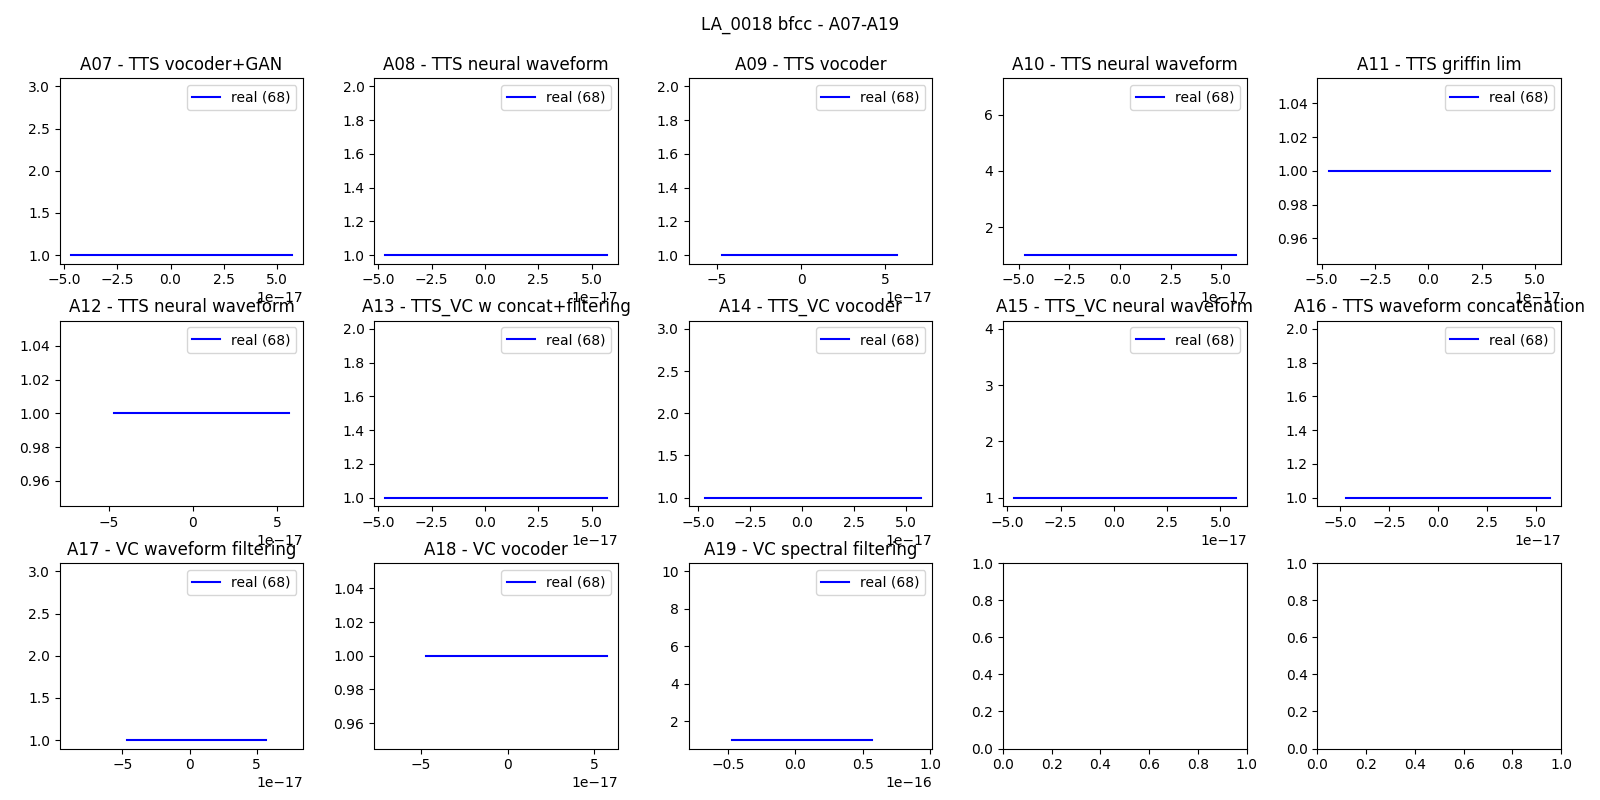 LA_0018 bfcc - A07-A19
A07 - TTS vocoder+GAN
real (68)
3.0
2.5
2.0
1.5
1.0
−5.0 −2.5 0.0 2.5 5.0
1e−17
A08 - TTS neural waveform
real (68)
2.0
1.8
1.6
1.4
1.2
1.0
−5.0 −2.5 0.0 2.5 5.0
1e−17
A09 - TTS vocoder
real (68)
2.0
1.8
1.6
1.4
1.2
1.0
−5 0 5
1e−17
A10 - TTS neural waveform
real (68)
6
4
2
−5.0 −2.5 0.0 2.5 5.0
1e−17
A11 - TTS griffin lim
real (68)
1.04
1.02
1.00
0.98
0.96
−5.0 −2.5 0.0 2.5 5.0
1e−17
A12 - TTS neural waveform
real (68)
1.04
1.02
1.00
0.98
0.96
−5 0 5
1e−17
A13 - TTS_VC w concat+filtering
real (68)
2.0
1.8
1.6
1.4
1.2
1.0
−5.0 −2.5 0.0 2.5 5.0
1e−17
A14 - TTS_VC vocoder
real (68)
3.0
2.5
2.0
1.5
1.0
−5.0 −2.5 0.0 2.5 5.0
1e−17
A15 - TTS_VC neural waveform
real (68)
4
3
2
1
−5.0 −2.5 0.0 2.5 5.0
1e−17
A16 - TTS waveform concatenation
real (68)
2.0
1.8
1.6
1.4
1.2
1.0
−5.0 −2.5 0.0 2.5 5.0
1e−17
A17 - VC waveform filtering
real (68)
3.0
2.5
2.0
1.5
1.0
−5 0 5
1e−17
A18 - VC vocoder
real (68)
1.04
1.02
1.00
0.98
0.96
−5 0 5
1e−17
A19 - VC spectral filtering
real (68)
10
8
6
4
2
−0.5 0.0 0.5 1.0
1e−16
1.0
0.8
0.6
0.4
0.2
0.0
0.0 0.2 0.4 0.6 0.8 1.0
1.0
0.8
0.6
0.4
0.2
0.0
0.0 0.2 0.4 0.6 0.8 1.0